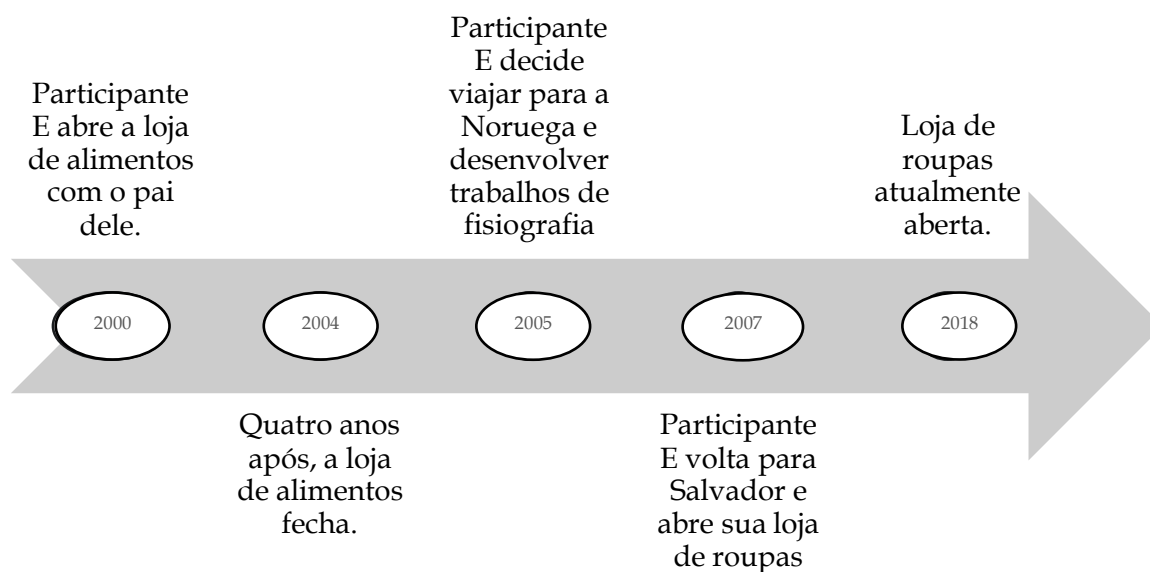 Participante
E abre a loja
de alimentos
com o pai
dele.
2000
Quatro anos
após, a loja
de alimentos
fecha.
2004
Participante
E decide
viajar para a
Noruega e
desenvolver
trabalhos de
fisiografia
2005
Participante
E volta para
Salvador e
abre sua loja
de roupas
2007
Loja de
roupas
atualmente
aberta.
2018